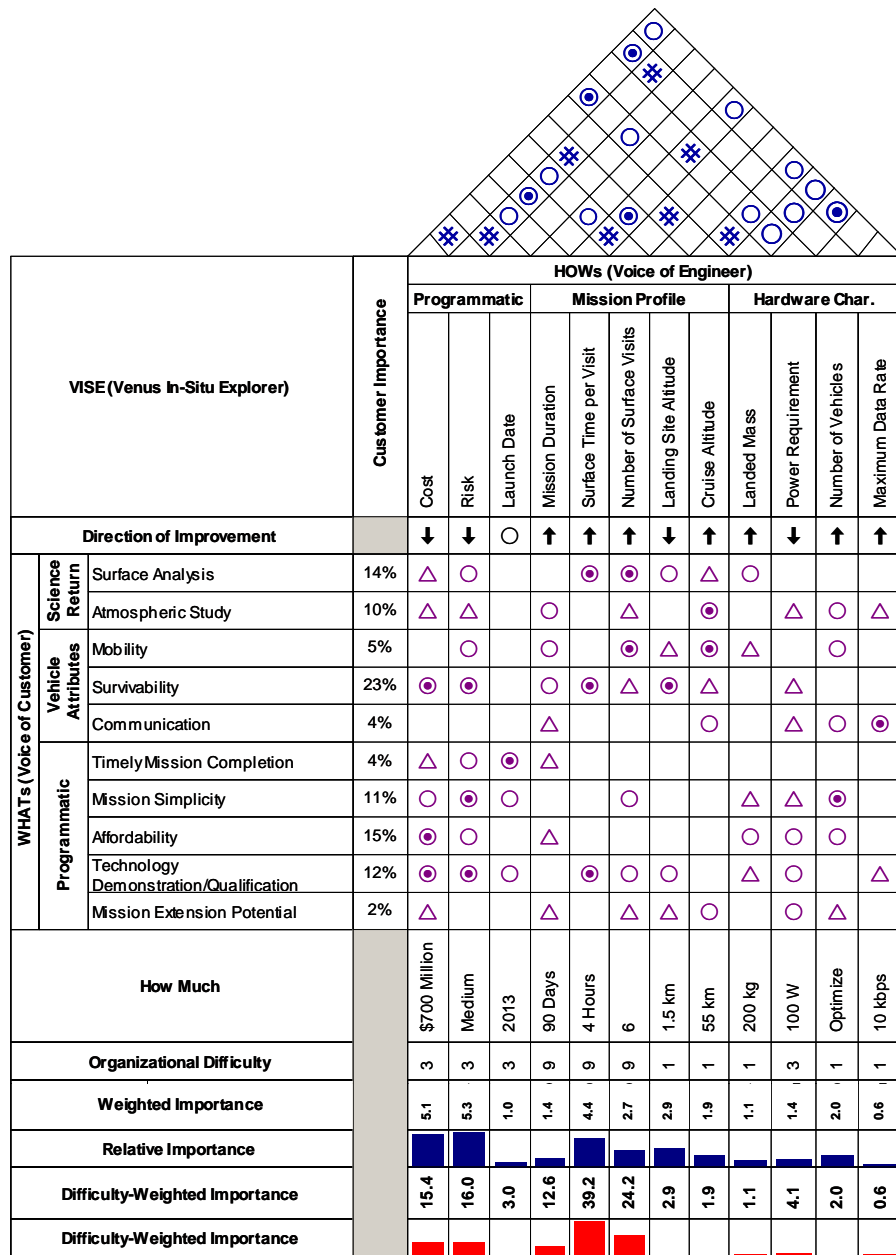 HOWs (Voice of Engineer)
Programmatic
Mission Profile
Hardware Char.
VISE (Venus In-Situ Explorer)
Customer Importance
Cost
Risk
Launch Date
Mission Duration
Surface Time per Visit
Number of Surface Visits
Landing Site Altitude
Cruise Altitude
Landed Mass
Power Requirement
Number of Vehicles
Maximum Data Rate
Direction of Improvement
WHATs (Voice of Customer)
Science Return
Surface Analysis 14%
Atmospheric Study 10%
Vehicle Attributes
Mobility 5%
Survivability 23%
Communication 4%
Programmatic
Timely Mission Completion 4%
Mission Simplicity 11%
Affordability 15%
Technology
Demonstration/Qualification 12%
Mission Extension Potential 2%
How Much
$700 Million
Medium
2013
90 Days
4 Hours
6
1.5 km
55 km
200 kg
100 W
Optimize
10 kbps
Organizational Difficulty 3 3 3 9 9 9 1 1 1 3 1 1
Weighted Importance 5.1 5.3 1.0 1.4 4.4 2.7 2.9 1.9 1.1 1.4 2.0 0.6
Relative Importance
Difficulty-Weighted Importance 15.4 16.0 3.0 12.6 39.2 24.2 2.9 1.9 1.1 4.1 2.0 0.6
Difficulty-Weighted Importance